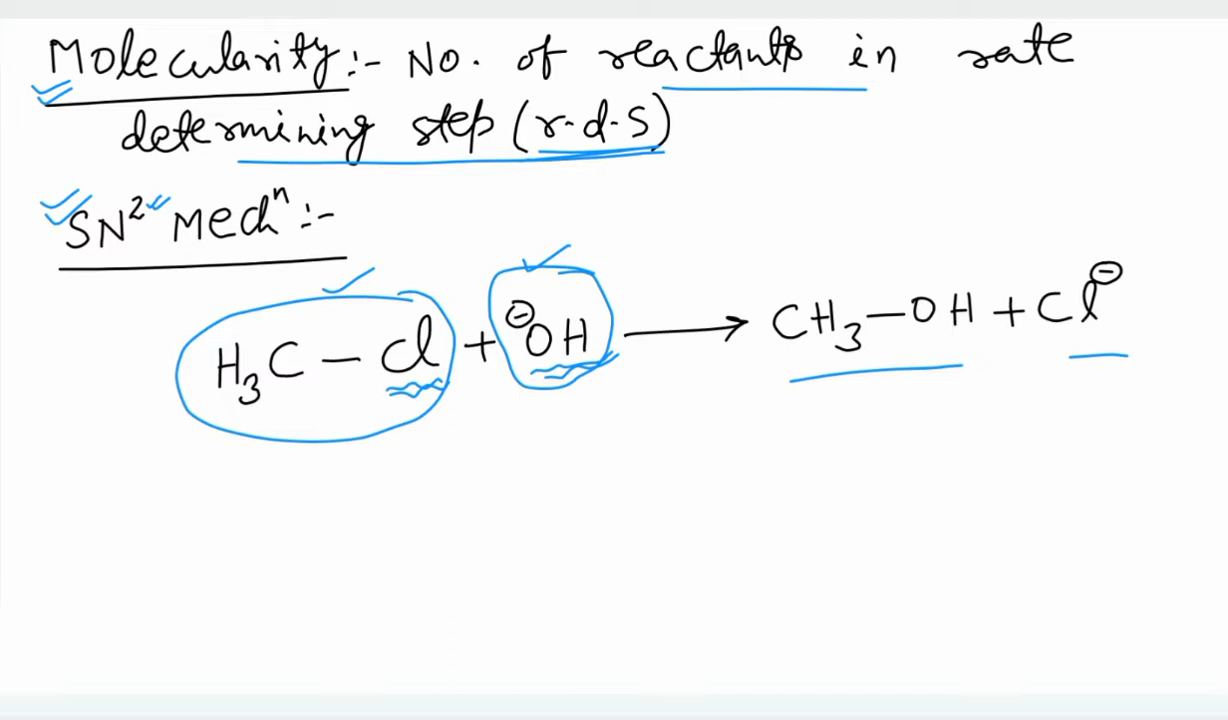 Molecularity :- No. of reactants in rate
determining step (r.d.s)
SN² Mechⁿ :-
H₃C – Cl + ⊖OH ⟶ CH₃–OH + Cl⊖